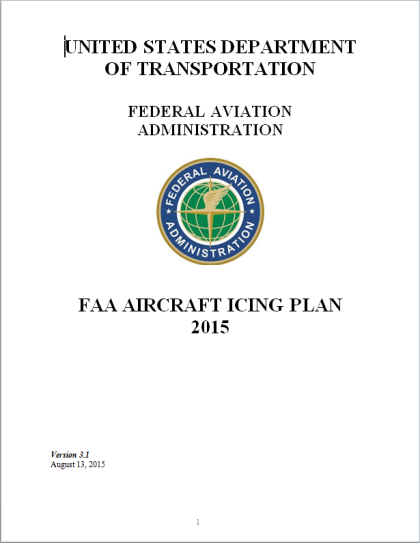 UNITED STATES DEPARTMENT
OF TRANSPORTATION
FEDERAL AVIATION
ADMINISTRATION
FEDERAL AVIATION
ADMINISTRATION
FAA AIRCRAFT ICING PLAN
2015
Version 3.1
August 13, 2015
1